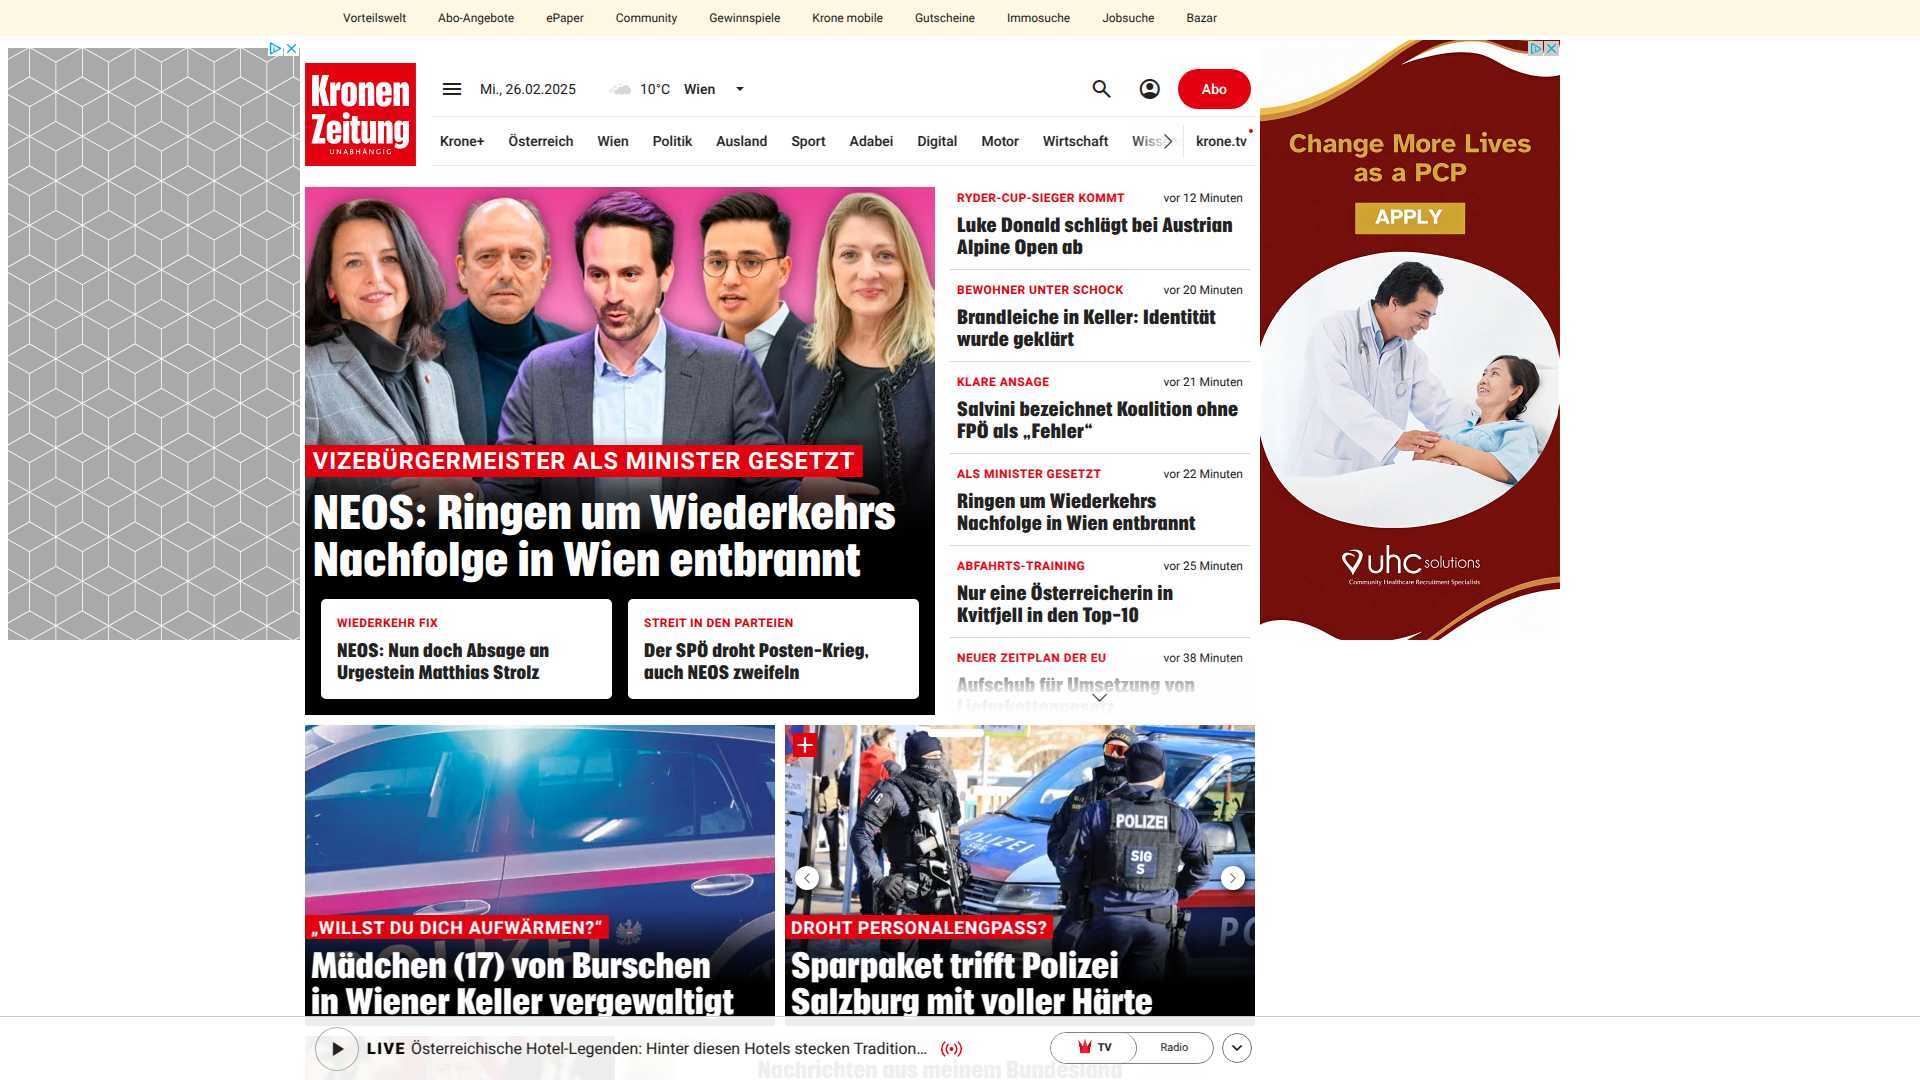 Vorteilswelt Abo-Angebote ePaper Community Gewinnspiele Krone mobile Gutscheine Immosuche Jobsuche Bazar
Kronen
Zeitung
UNABHÄNGIG
Mi., 26.02.2025 10°C Wien
Abo
Krone+ Österreich Wien Politik Ausland Sport Adabei Digital Motor Wirtschaft krone.tv
VIZEBÜRGERMEISTER ALS MINISTER GESETZT
NEOS: Ringen um Wiederkehrs
Nachfolge in Wien entbrannt
WIEDERKEHR FIX
NEOS: Nun doch Absage an
Urgestein Matthias Strolz
STREIT IN DEN PARTEIEN
Der SPÖ droht Posten-Krieg,
auch NEOS zweifeln
RYDER-CUP-SIEGER KOMMT vor 12 Minuten
Luke Donald schlägt bei Austrian
Alpine Open ab
BEWOHNER UNTER SCHOCK vor 20 Minuten
Brandleiche in Keller: Identität
wurde geklärt
KLARE ANSAGE vor 21 Minuten
Salvini bezeichnet Koalition ohne
FPÖ als „Fehler“
ALS MINISTER GESETZT vor 22 Minuten
Ringen um Wiederkehrs
Nachfolge in Wien entbrannt
ABFAHRTS-TRAINING vor 25 Minuten
Nur eine Österreicherin in
Kvitfjell in den Top-10
NEUER ZEITPLAN DER EU vor 38 Minuten
Aufschub für Umsetzung von
Lieferkettengesetz
Change More Lives
as a PCP
APPLY
uhc solutions
Community Healthcare Recruitment Specialists
POLIZEI
„WILLST DU DICH AUFWÄRMEN?“
Mädchen (17) von Burschen
in Wiener Keller vergewaltigt
POLIZEI
POLIZEI
SIG
S
DROHT PERSONALENGPASS?
Sparpaket trifft Polizei
Salzburg mit voller Härte
LIVE Österreichische Hotel-Legenden: Hinter diesen Hotels stecken Tradition...
TV Radio
Nachrichten aus meinem Bundesland